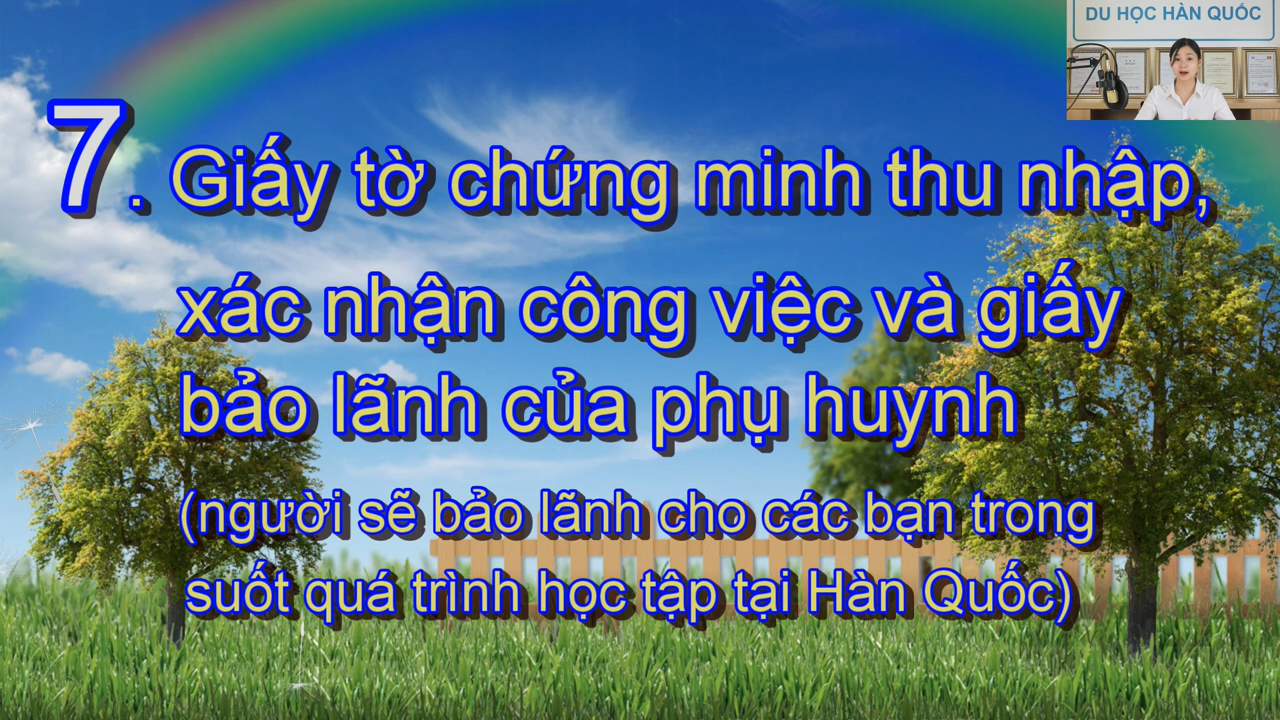 DU HỌC HÀN QUỐC
7. Giấy tờ chứng minh thu nhập,
xác nhận công việc và giấy
bảo lãnh của phụ huynh
(người sẽ bảo lãnh cho các bạn trong
suốt quá trình học tập tại Hàn Quốc)